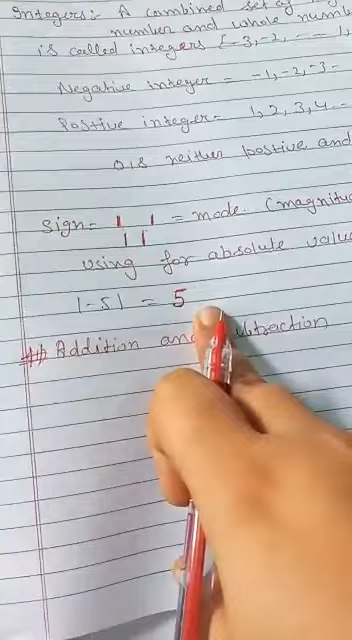 Integers:- A combined set of
number and whole numb
is called integers [-3,-2, -- 1,
Negative integer = -1,-2,-3-
Positive integer= 1, 2, 3, 4 --
0 is neither positive and
Sign= | | = mode. (magnitu
| |
using for absolute valu
|-5| = 5
## Addition and subtraction